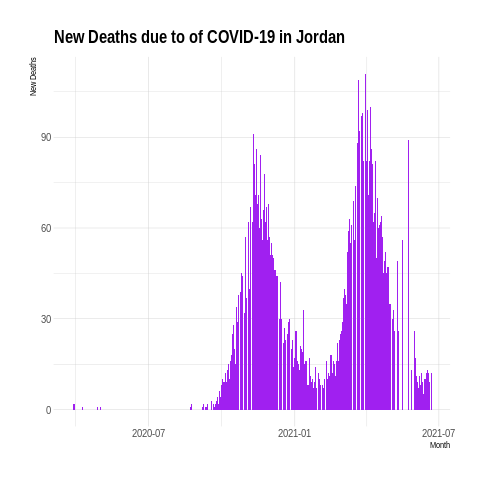 New Deaths due to of COVID-19 in Jordan
New Deaths
90
60
30
0
2020-07
2021-01
2021-07
Month